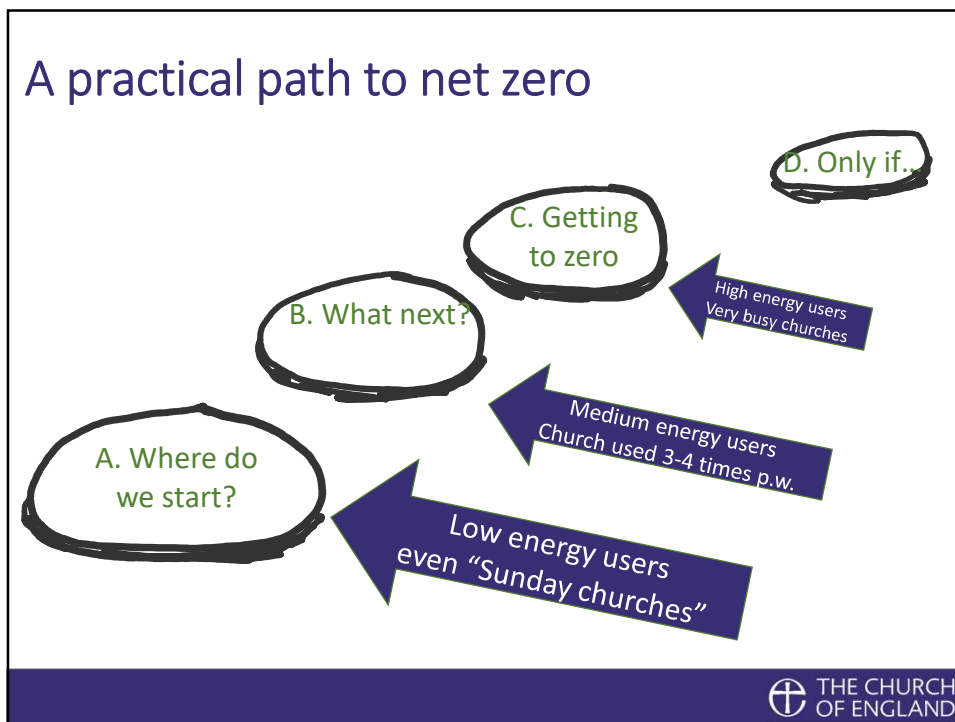 A practical path to net zero
D. Only if...
C. Getting
to zero
High energy users
Very busy churches
B. What next?
Medium energy users
Church used 3-4 times p.w.
A. Where do
we start?
Low energy users
even “Sunday churches”
THE CHURCH
OF ENGLAND